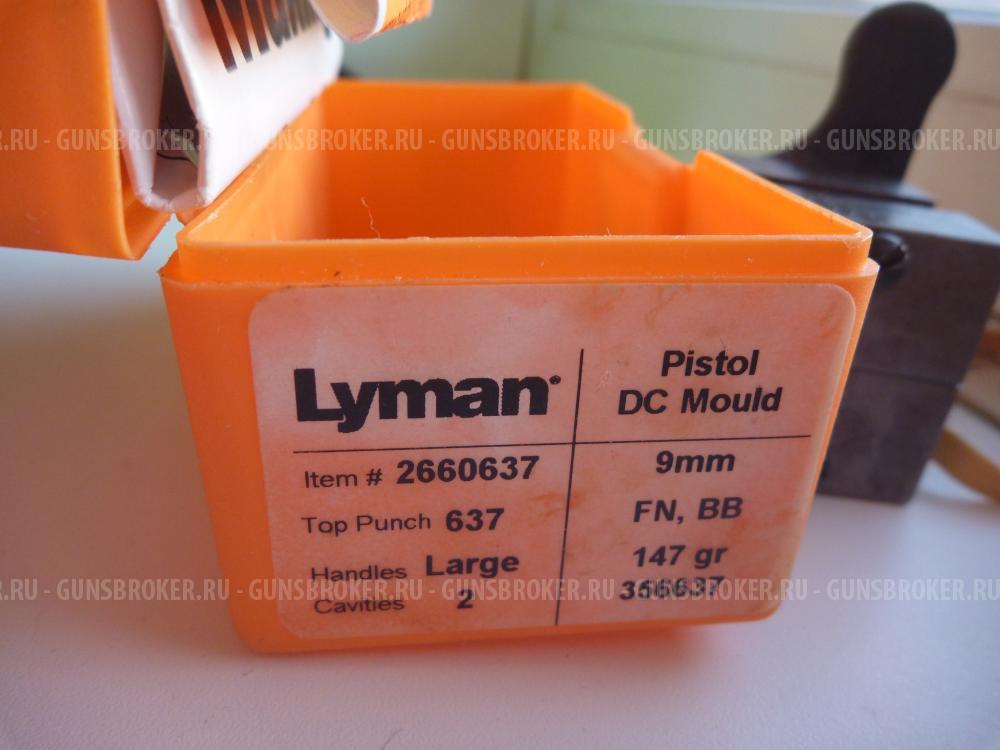 GUNSBROKER.RU - GUNSBROKER.RU - GUNSBROKER.RU - GUNSBROKER.RU - GUNSBROKER.RU
Lyman®
Item # 2660637
Top Punch 637
Handles Large
Cavities 2
Pistol
DC Mould
9mm
FN, BB
147 gr
356637
GUNSBROKER.RU - GUNSBROKER.RU - GUNSBROKER.RU - GUNSBROKER.RU - GUNSBROKER.RU